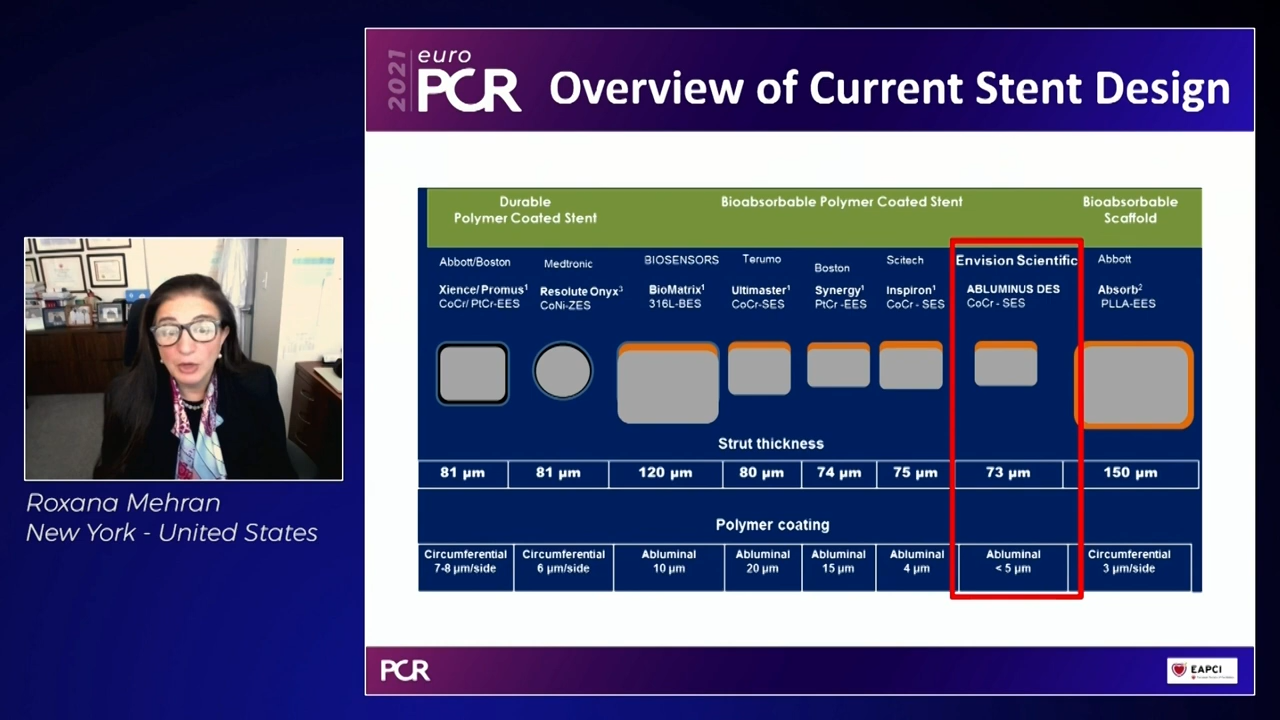 2021 euro
PCR
Overview of Current Stent Design
Durable
Polymer Coated Stent
Bioabsorbable Polymer Coated Stent
Bioabsorbable
Scaffold
Abbott/Boston
Xience/ Promus¹
CoCr/ PtCr-EES
Medtronic
Resolute Onyx³
CoNi-ZES
BIOSENSORS
BioMatrix¹
316L-BES
Terumo
Ultimaster¹
CoCr-SES
Boston
Synergy¹
PtCr -EES
Scitech
Inspiron¹
CoCr - SES
Envision Scientific
ABLUMINUS DES
CoCr - SES
Abbott
Absorb²
PLLA-EES
Strut thickness
81 µm 81 µm 120 µm 80 µm 74 µm 75 µm 73 µm 150 µm
Polymer coating
Circumferential
7-8 µm/side
Circumferential
6 µm/side
Abluminal
10 µm
Abluminal
20 µm
Abluminal
15 µm
Abluminal
4 µm
Abluminal
< 5 µm
Circumferential
3 µm/side
Roxana Mehran
New York - United States
PCR
EAPCI